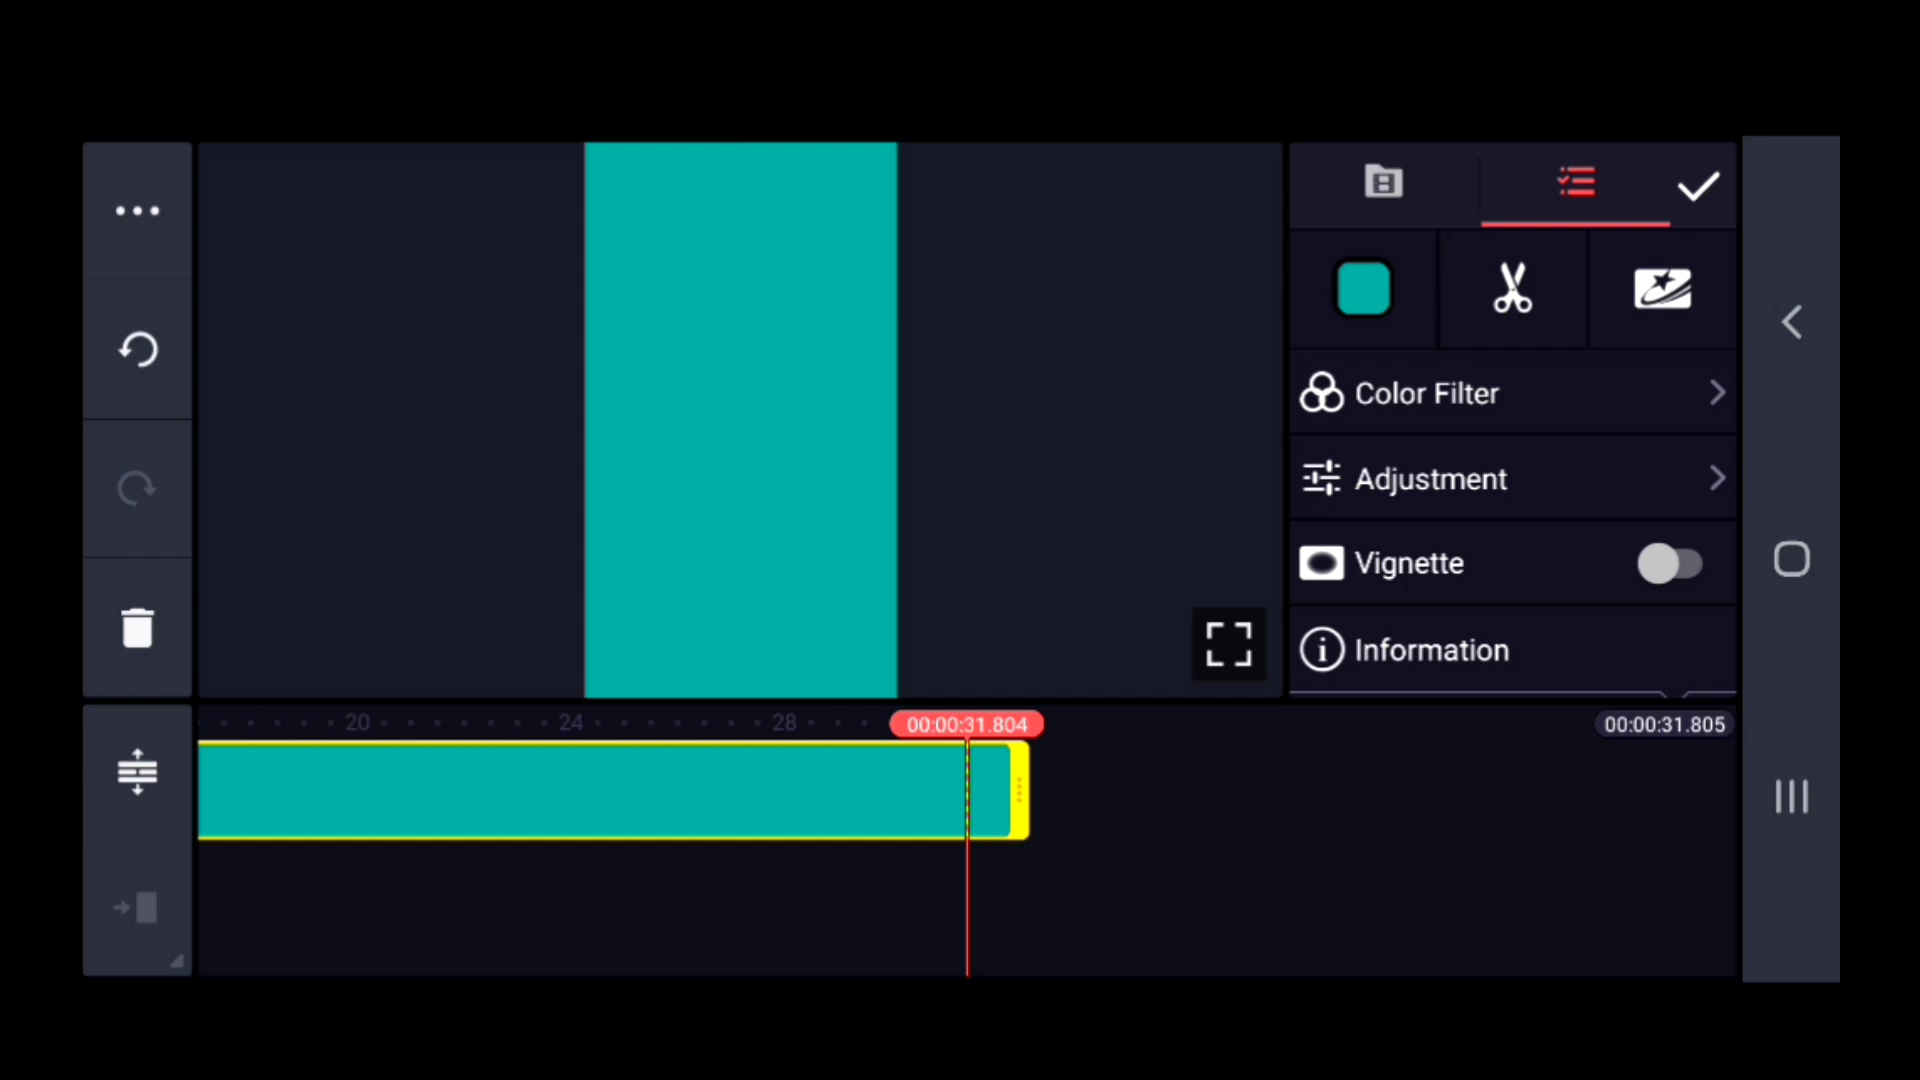 Color Filter
Adjustment
Vignette
Information
20 24 28 00:00:31.804 00:00:31.805